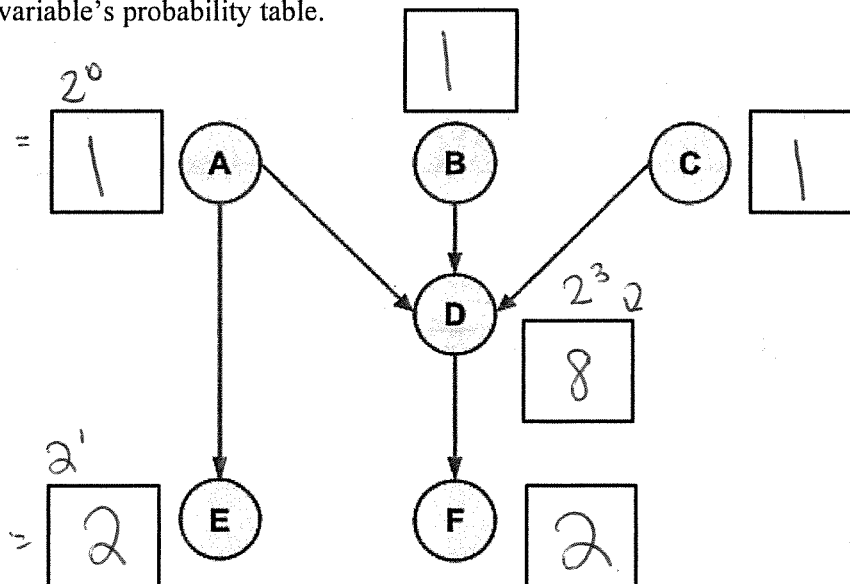 variable's probability table.
1
2⁰
= 1
A
B
C
1
D
2³
8
2¹
= 2
E
F
2